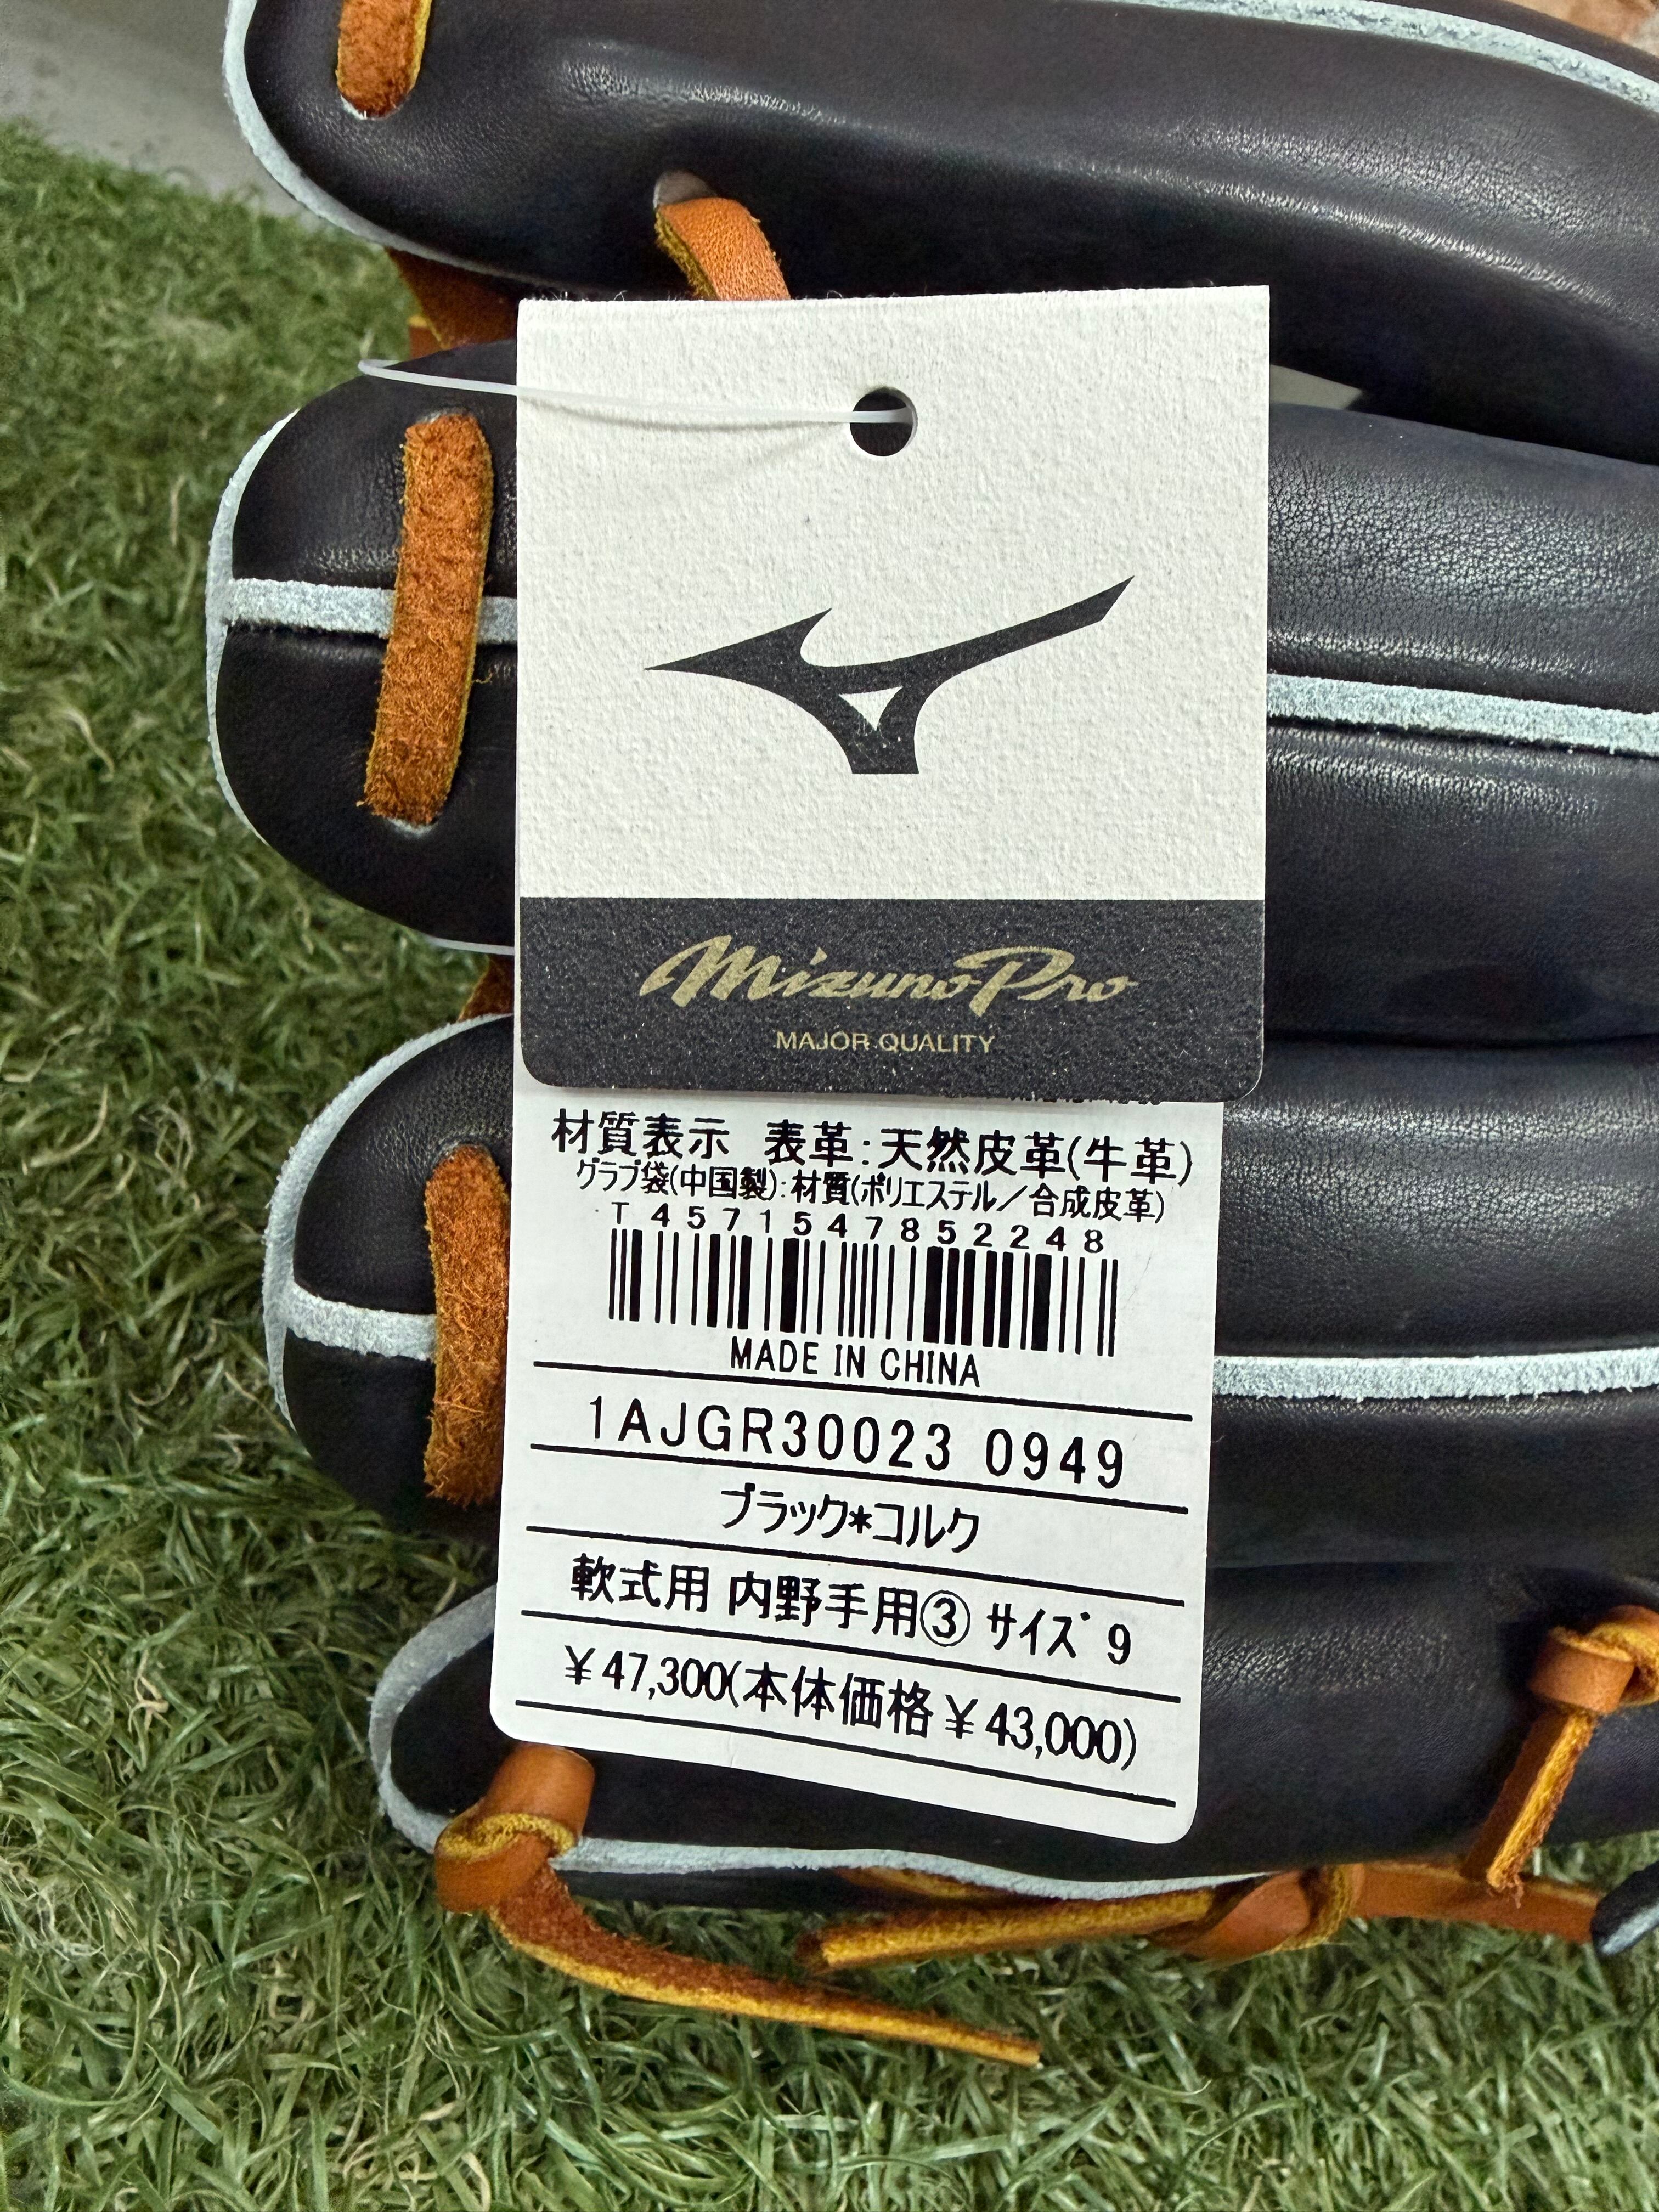 Mizuno Pro
MAJOR QUALITY
材質表示 表革:天然皮革(牛革)
グラブ袋(中国製):材質(ポリエステル/合成皮革)
T 4571547852248
MADE IN CHINA
1AJGR30023 0949
ブラック*コルク
軟式用 内野手用③ サイズ 9
¥47,300(本体価格¥43,000)